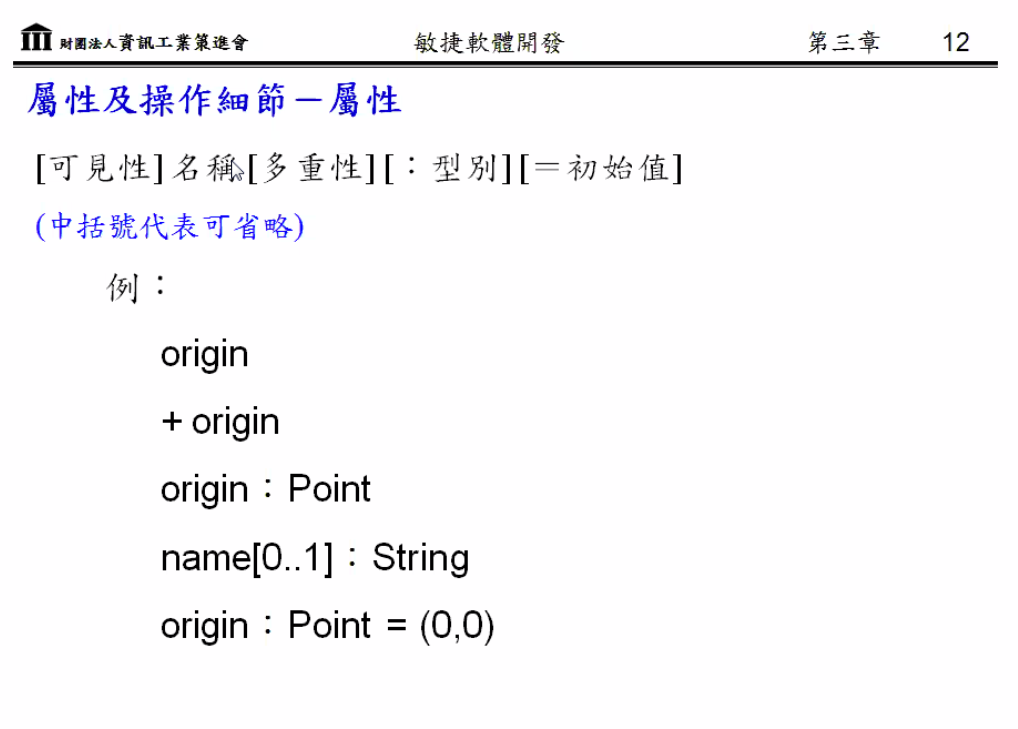 財團法人資訊工業策進會 敏捷軟體開發 第三章 12
屬性及操作細節－屬性
[可見性]名稱[多重性][：型別][＝初始值]
(中括號代表可省略)
例：
origin
+ origin
origin：Point
name[0..1]：String
origin：Point = (0,0)